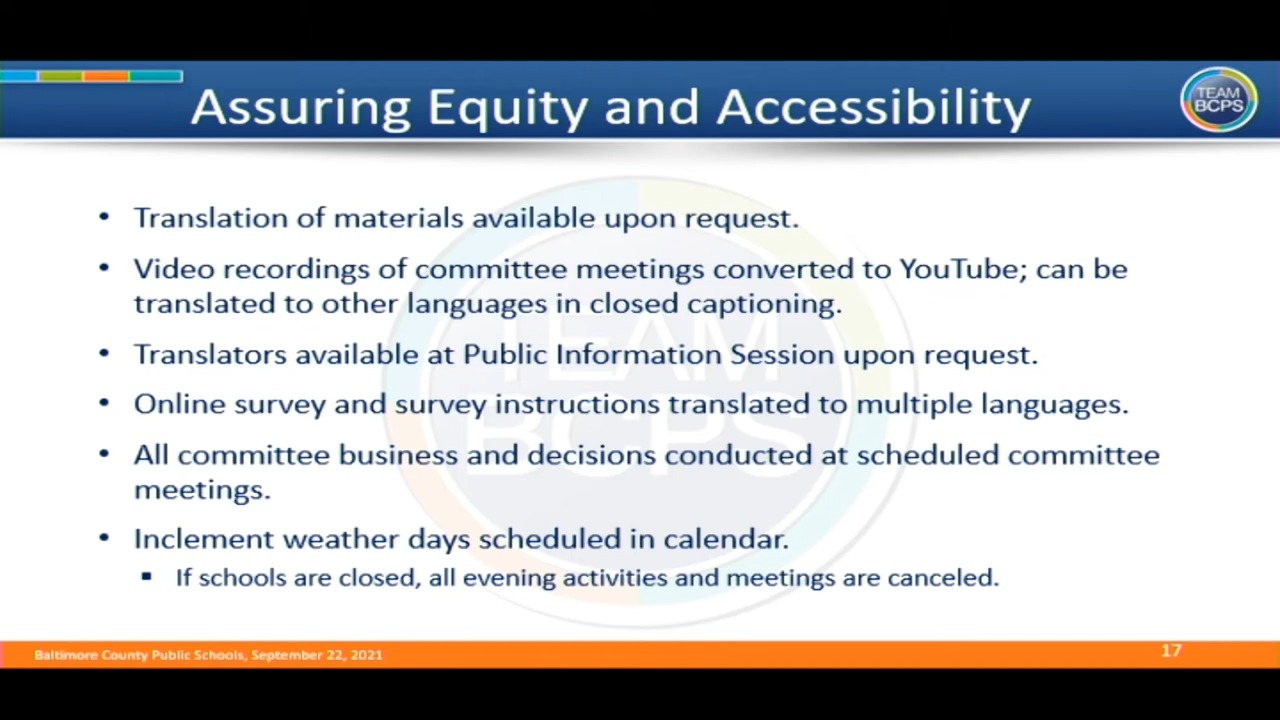 Assuring Equity and Accessibility
TEAM
BCPS
• Translation of materials available upon request.
• Video recordings of committee meetings converted to YouTube; can be
translated to other languages in closed captioning.
• Translators available at Public Information Session upon request.
• Online survey and survey instructions translated to multiple languages.
• All committee business and decisions conducted at scheduled committee
meetings.
• Inclement weather days scheduled in calendar.
▪ If schools are closed, all evening activities and meetings are canceled.
TEAM
BCPS
Baltimore County Public Schools, September 22, 2021
17